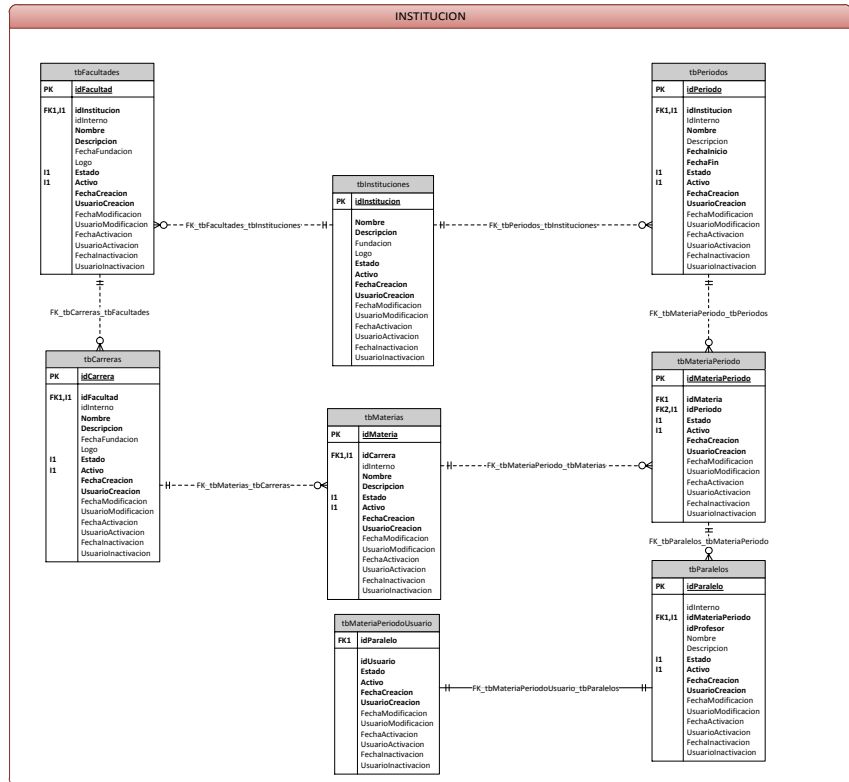 INSTITUCION
tbFacultades
PK idFacultad
FK1,I1 idInstitucion
idInterno
Nombre
Descripcion
FechaFundacion
Logo
I1 Estado
I1 Activo
FechaCreacion
UsuarioCreacion
FechaModificacion
UsuarioModificacion
FechaActivacion
UsuarioActivacion
FechaInactivacion
UsuarioInactivacion
tbPeriodos
PK idPeriodo
FK1,I1 idInstitucion
IdInterno
Nombre
Descripcion
FechaInicio
FechaFin
I1 Estado
I1 Activo
FechaCreacion
UsuarioCreacion
FechaModificacion
UsuarioModificacion
FechaActivacion
UsuarioActivacion
FechaInactivacion
UsuarioInactivacion
tbInstituciones
PK idInstitucion
Nombre
Descripcion
Fundacion
Logo
Estado
Activo
FechaCreacion
UsuarioCreacion
FechaModificacion
UsuarioModificacion
FechaActivacion
UsuarioActivacion
FechaInactivacion
UsuarioInactivacion
FK_tbFacultades_tbInstituciones
FK_tbPeriodos_tbInstituciones
FK_tbCarreras_tbFacultades
FK_tbMateriaPeriodo_tbPeriodos
tbCarreras
PK idCarrera
FK1,I1 idFacultad
idInterno
Nombre
Descripcion
FechaFundacion
Logo
I1 Estado
I1 Activo
FechaCreacion
UsuarioCreacion
FechaModificacion
UsuarioModificacion
FechaActivacion
UsuarioActivacion
FechaInactivacion
UsuarioInactivacion
tbMateriaPeriodo
PK idMateriaPeriodo
FK1 idMateria
FK2,I1 idPeriodo
I1 Estado
I1 Activo
FechaCreacion
UsuarioCreacion
FechaModificacion
UsuarioModificacion
FechaActivacion
UsuarioActivacion
FechaInactivacion
UsuarioInactivacion
tbMaterias
PK idMateria
FK1,I1 idCarrera
idInterno
Nombre
Descripcion
I1 Estado
I1 Activo
FechaCreacion
UsuarioCreacion
FechaModificacion
UsuarioModificacion
FechaActivacion
UsuarioActivacion
FechaInactivacion
UsuarioInactivacion
FK_tbMateriaPeriodo_tbMaterias
FK_tbMaterias_tbCarreras
FK_tbParalelos_tbMateriaPeriodo
tbParalelos
PK idParalelo
idInterno
FK1,I1 idMateriaPeriodo
idProfesor
Nombre
Descripcion
I1 Estado
I1 Activo
FechaCreacion
UsuarioCreacion
FechaModificacion
UsuarioModificacion
FechaActivacion
UsuarioActivacion
FechaInactivacion
UsuarioInactivacion
tbMateriaPeriodoUsuario
FK1 idParalelo
idUsuario
Estado
Activo
FechaCreacion
UsuarioCreacion
FechaModificacion
UsuarioModificacion
FechaActivacion
UsuarioActivacion
FechaInactivacion
UsuarioInactivacion
FK_tbMateriaPeriodoUsuario_tbParalelos